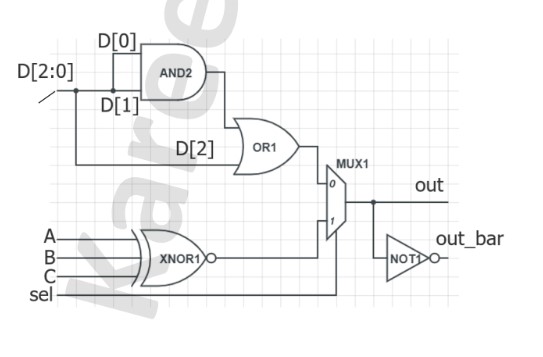 D[0]
D[2:0]
AND2
D[1]
D[2]
OR1
MUX1
0
out
1
A
out_bar
B
XNOR1
NOT1
C
sel
Karee